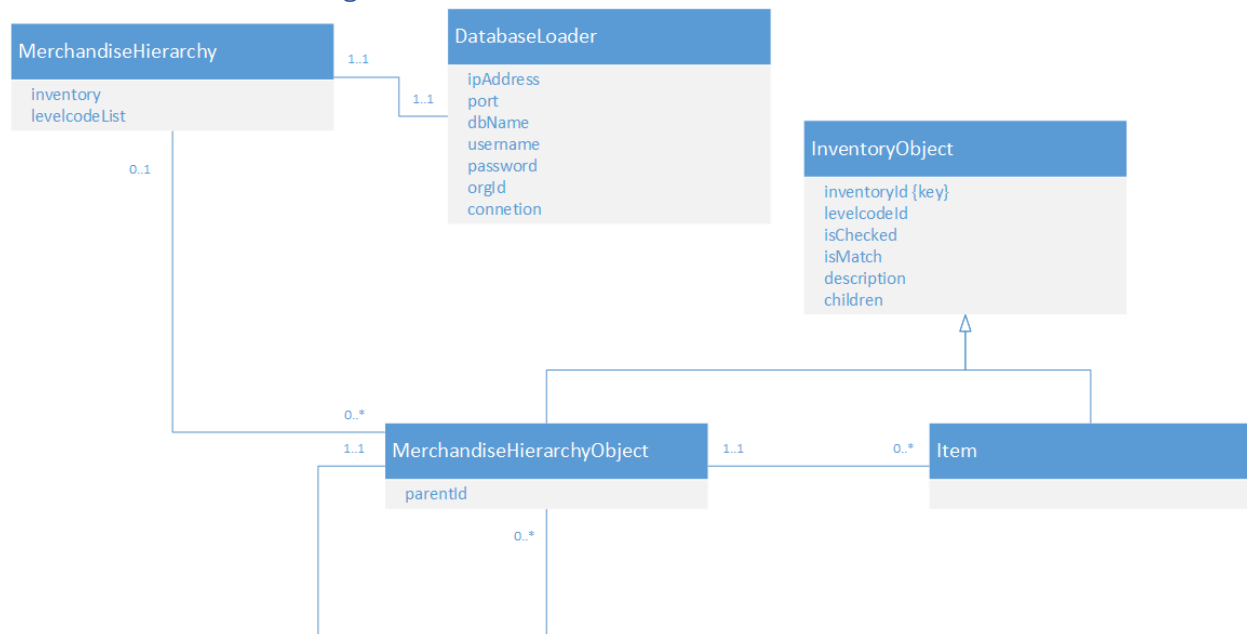 MerchandiseHierarchy
inventory
levelcodeList
1..1
1..1
DatabaseLoader
ipAddress
port
dbName
username
password
orgId
connetion
0..1
InventoryObject
inventoryId {key}
levelcodeId
isChecked
isMatch
description
children
0..*
1..1
MerchandiseHierarchyObject
parentId
1..1
0..*
Item
0..*